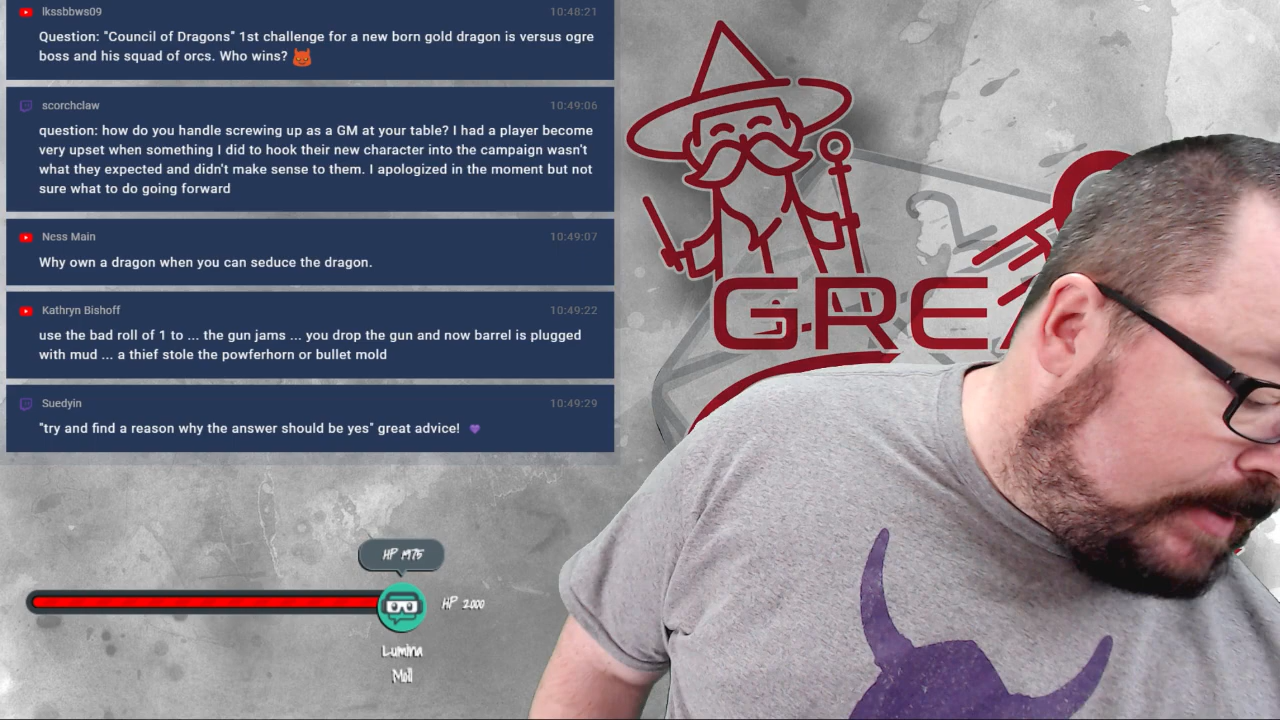 lkssbbws09
10:48:21
Question: "Council of Dragons" 1st challenge for a new born gold dragon is versus ogre
boss and his squad of orcs. Who wins?
scorchclaw
10:49:06
question: how do you handle screwing up as a GM at your table? I had a player become
very upset when something I did to hook their new character into the campaign wasn't
what they expected and didn't make sense to them. I apologized in the moment but not
sure what to do going forward
Ness Main
10:49:07
Why own a dragon when you can seduce the dragon.
Kathryn Bishoff
10:49:22
use the bad roll of 1 to ... the gun jams ... you drop the gun and now barrel is plugged
with mud ... a thief stole the powferhorn or bullet mold
Suedyin
10:49:29
"try and find a reason why the answer should be yes" great advice!
GREA
HP 1975
HP 2000
Lumina
Moll